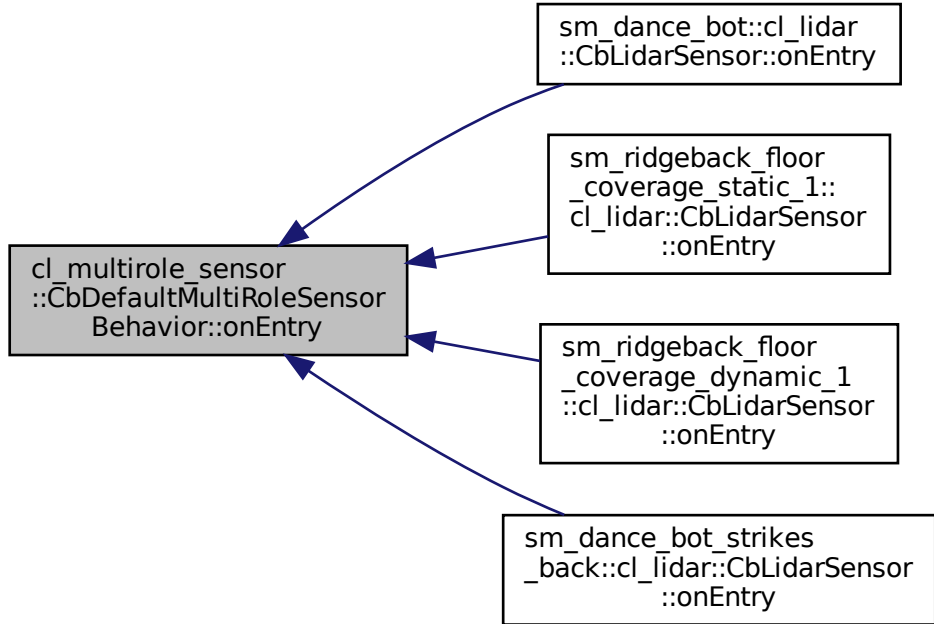 sm_dance_bot::cl_lidar
::CbLidarSensor::onEntry
sm_ridgeback_floor
_coverage_static_1::
cl_lidar::CbLidarSensor
::onEntry
cl_multirole_sensor
::CbDefaultMultiRoleSensor
Behavior::onEntry
sm_ridgeback_floor
_coverage_dynamic_1
::cl_lidar::CbLidarSensor
::onEntry
sm_dance_bot_strikes
_back::cl_lidar::CbLidarSensor
::onEntry